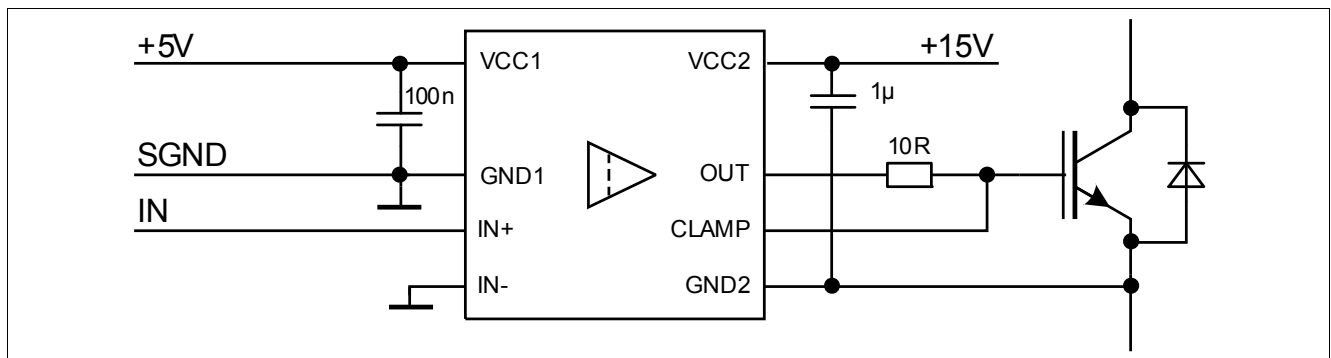 +5V
100n
SGND
IN
VCC1
GND1
IN+
IN-
VCC2
OUT
CLAMP
GND2
+15V
1µ
10R